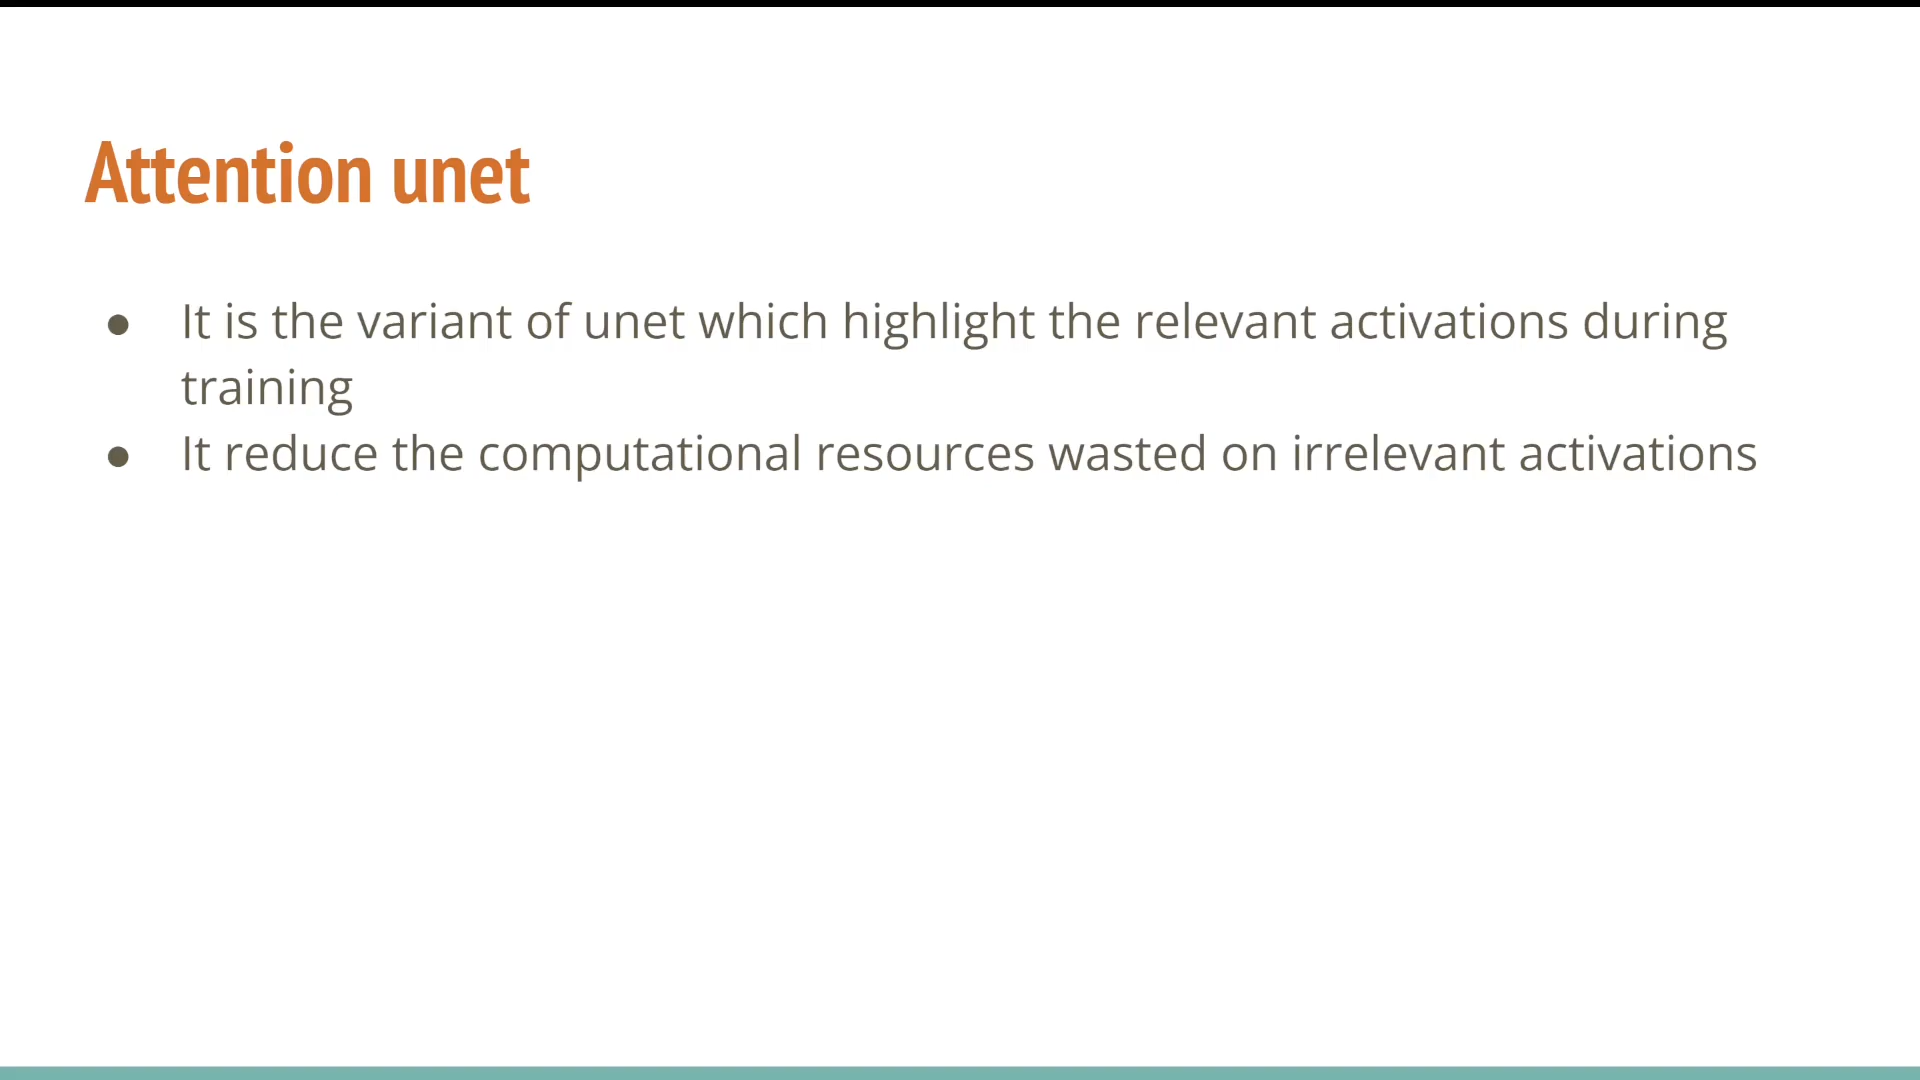 Attention unet
● It is the variant of unet which highlight the relevant activations during
training
● It reduce the computational resources wasted on irrelevant activations